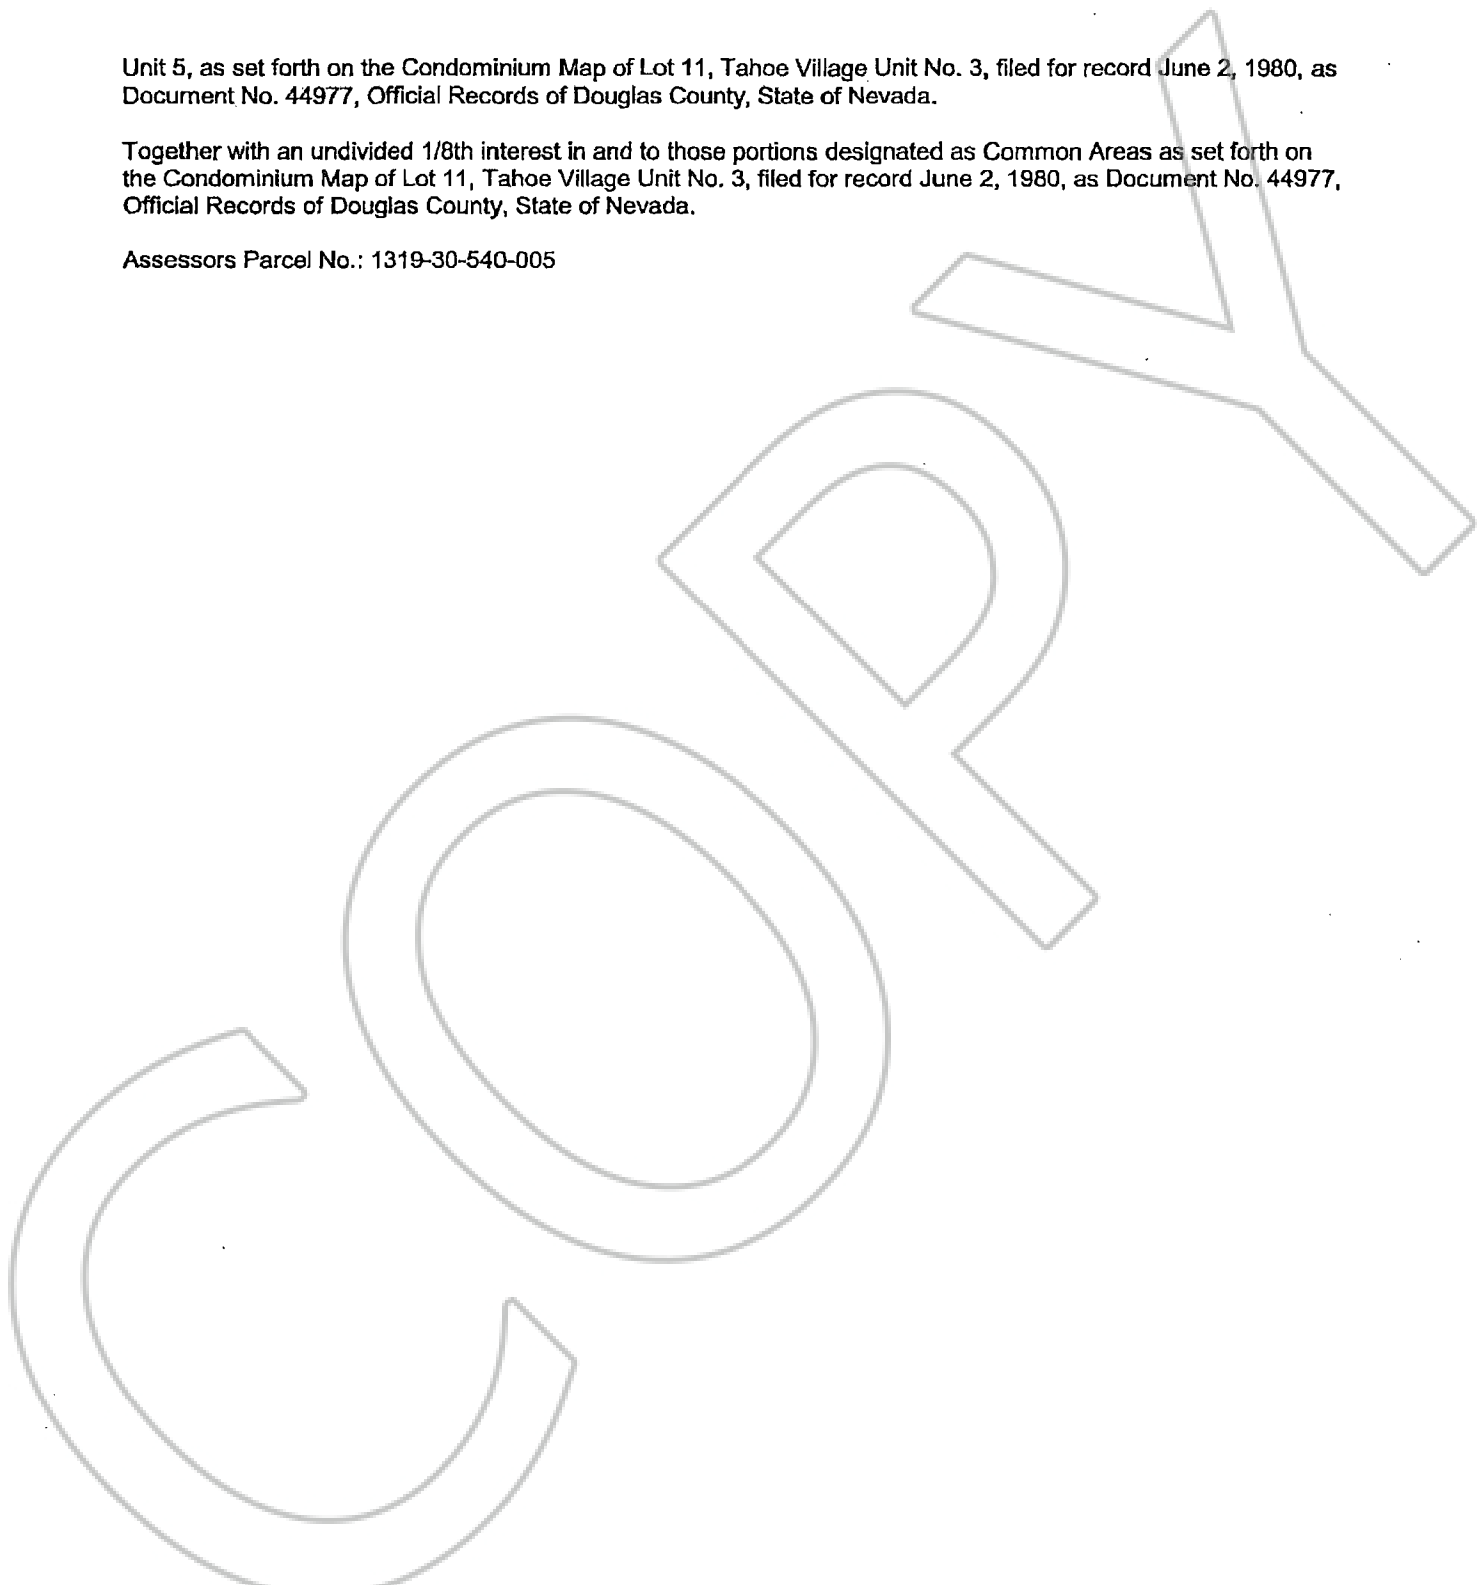 Unit 5, as set forth on the Condominium Map of Lot 11, Tahoe Village Unit No. 3, filed for record June 2, 1980, as
Document No. 44977, Official Records of Douglas County, State of Nevada.
Together with an undivided 1/8th interest in and to those portions designated as Common Areas as set forth on
the Condominium Map of Lot 11, Tahoe Village Unit No. 3, filed for record June 2, 1980, as Document No. 44977,
Official Records of Douglas County, State of Nevada.
Assessors Parcel No.: 1319-30-540-005
COPY